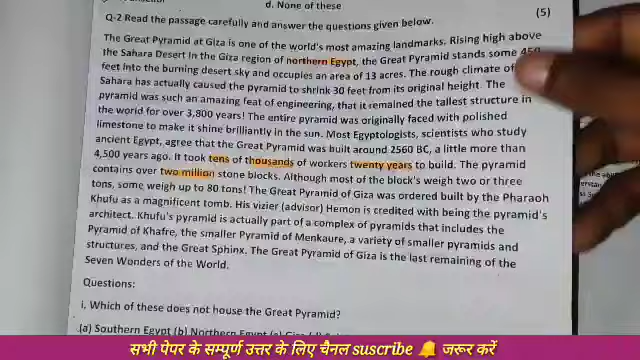 d. None of these
(5)
Q-2 Read the passage carefully and answer the questions given below.
The Great Pyramid at Giza is one of the world's most amazing landmarks. Rising high above
the Sahara Desert in the Giza region of northern Egypt, the Great Pyramid stands some 450
feet into the burning desert sky and occupies an area of 13 acres. The rough climate of
Sahara has actually caused the pyramid to shrink 30 feet from its original height. The
pyramid was such an amazing feat of engineering, that it remained the tallest structure in
the world for over 3,800 years! The entire pyramid was originally faced with polished
limestone to make it shine brilliantly in the sun. Most Egyptologists, scientists who study
ancient Egypt, agree that the Great Pyramid was built around 2560 BC, a little more than
4,500 years ago. It took tens of thousands of workers twenty years to build. The pyramid
contains over two million stone blocks. Although most of the block's weigh two or three
tons, some weigh up to 80 tons! The Great Pyramid of Giza was ordered built by the Pharaoh
Khufu as a magnificent tomb. His vizier (advisor) Hemon is credited with being the pyramid's
architect. Khufu's pyramid is actually part of a complex of pyramids that includes the
Pyramid of Khafre, the smaller Pyramid of Menkaure, a variety of smaller pyramids and
structures, and the Great Sphinx. The Great Pyramid of Giza is the last remaining of the
Seven Wonders of the World.
Questions:
i. Which of these does not house the Great Pyramid?
(a) Southern Egypt (b) Northern Egypt
सभी पेपर के सम्पूर्ण उत्तर के लिए चैनल suscribe 🔔 जरूर करें